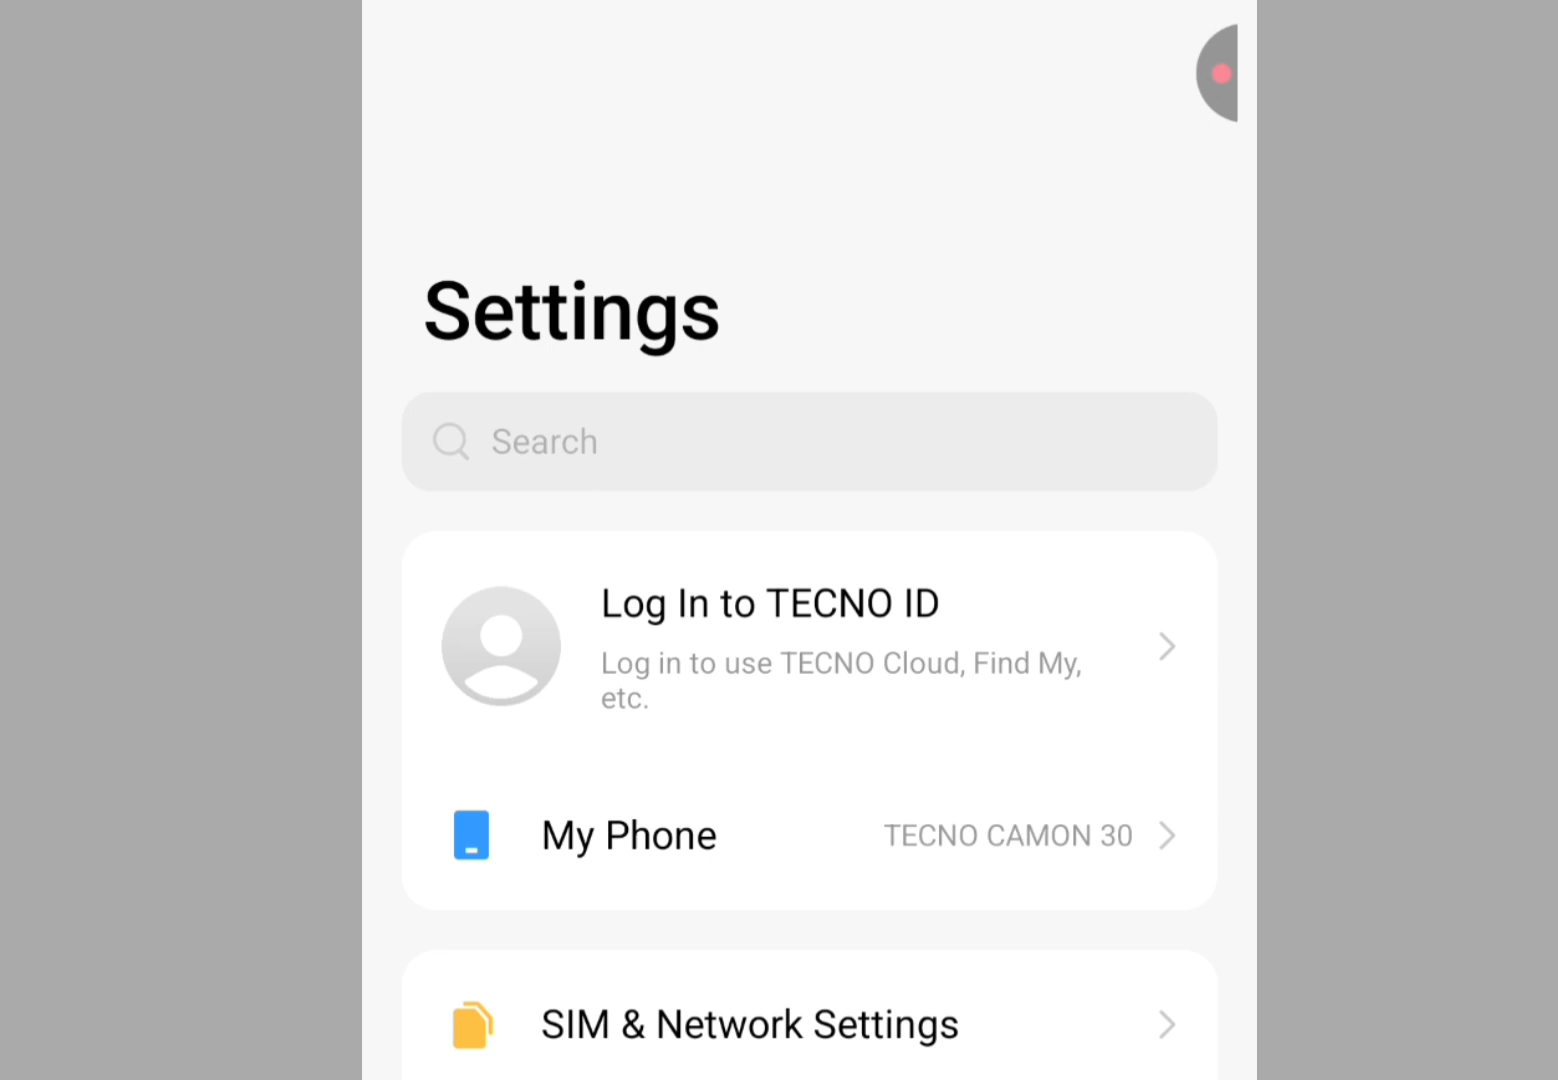 Settings
Search
Log In to TECNO ID
Log in to use TECNO Cloud, Find My,
etc.
My Phone
TECNO CAMON 30
SIM & Network Settings